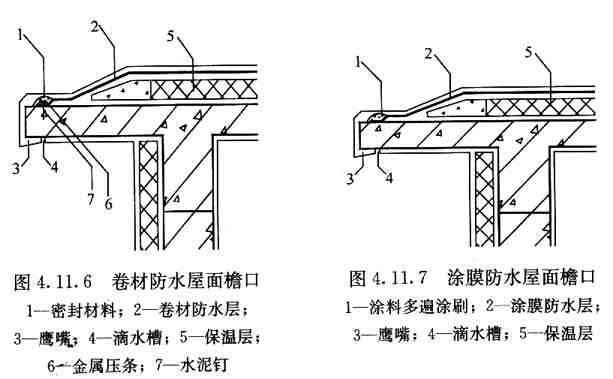 1 2 5
3 4 7 6
图 4.11.6 卷材防水屋面檐口
1—密封材料；2—卷材防水层；
3—鹰嘴；4—滴水槽；5—保温层；
6—金属压条；7—水泥钉
1 2 5
3 4
图 4.11.7 涂膜防水屋面檐口
1—涂料多遍涂刷；2—涂膜防水层；
3—鹰嘴；4—滴水槽；5—保温层